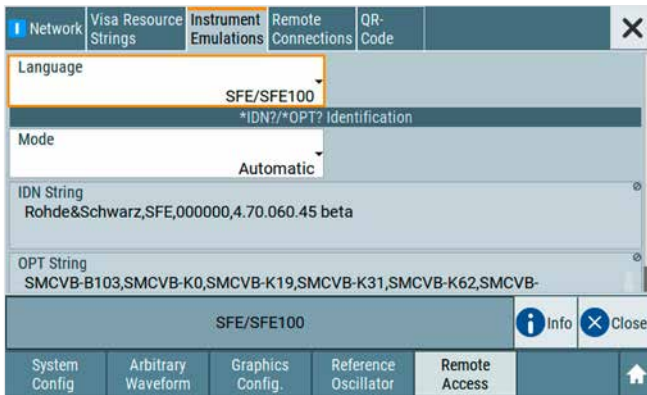 Network
Visa Resource Strings
Instrument Emulations
Remote Connections
QR-Code
Language
SFE/SFE100
*IDN?/*OPT? Identification
Mode
Automatic
IDN String
Rohde&Schwarz,SFE,000000,4.70.060.45 beta
OPT String
SMCVB-B103,SMCVB-K0,SMCVB-K19,SMCVB-K31,SMCVB-K62,SMCVB-
SFE/SFE100
Info
Close
System Config
Arbitrary Waveform
Graphics Config.
Reference Oscillator
Remote Access